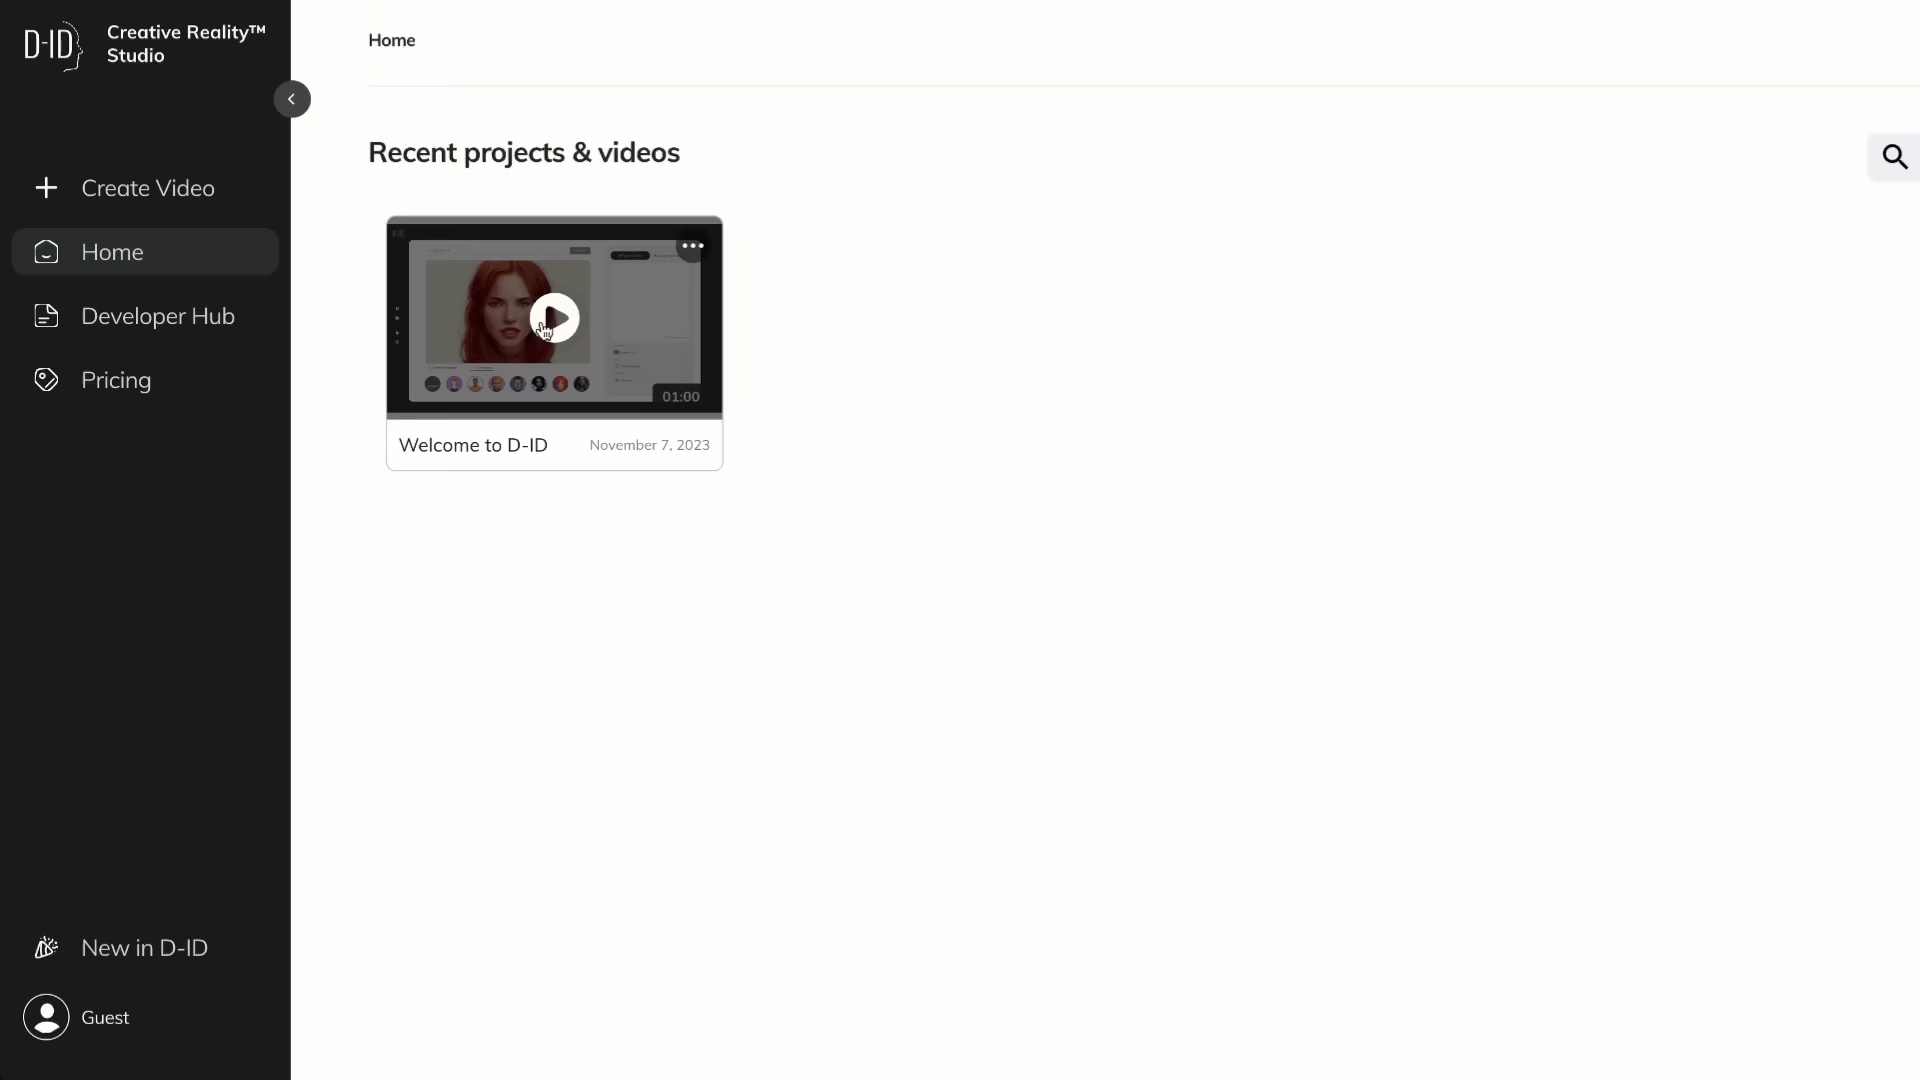 D-ID
Creative Reality™
Studio
Create Video
Home
Developer Hub
Pricing
New in D-ID
Guest
Home
Recent projects & videos
01:00
Welcome to D-ID
November 7, 2023